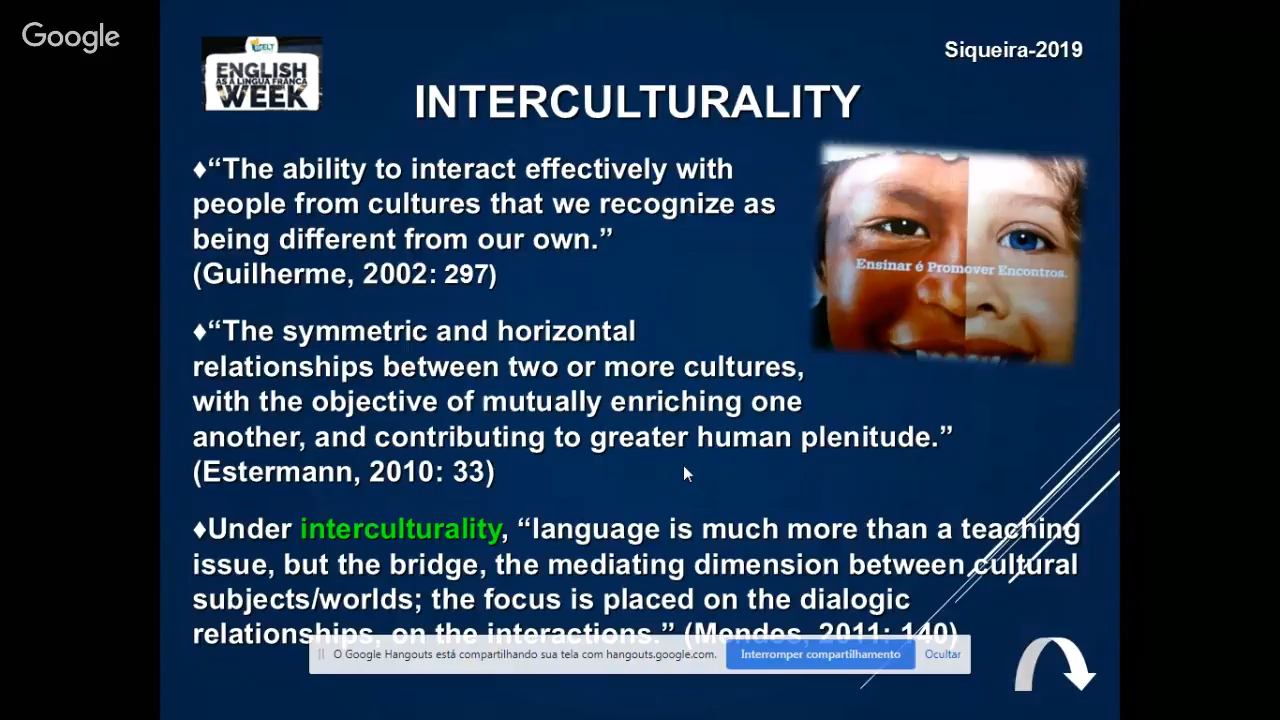 Google
ENGLISH
AS A LINGUA FRANCA
WEEK
Siqueira-2019
INTERCULTURALITY
♦“The ability to interact effectively with
people from cultures that we recognize as
being different from our own.”
(Guilherme, 2002: 297)
Ensinar é Promover Encontros.
♦“The symmetric and horizontal
relationships between two or more cultures,
with the objective of mutually enriching one
another, and contributing to greater human plenitude.”
(Estermann, 2010: 33)
♦Under interculturality, “language is much more than a teaching
issue, but the bridge, the mediating dimension between cultural
subjects/worlds; the focus is placed on the dialogic
relationships, on the interactions.” (Mendes, 2011: 140)
O Google Hangouts está compartilhando sua tela com hangouts.google.com.
Interromper compartilhamento
Ocultar